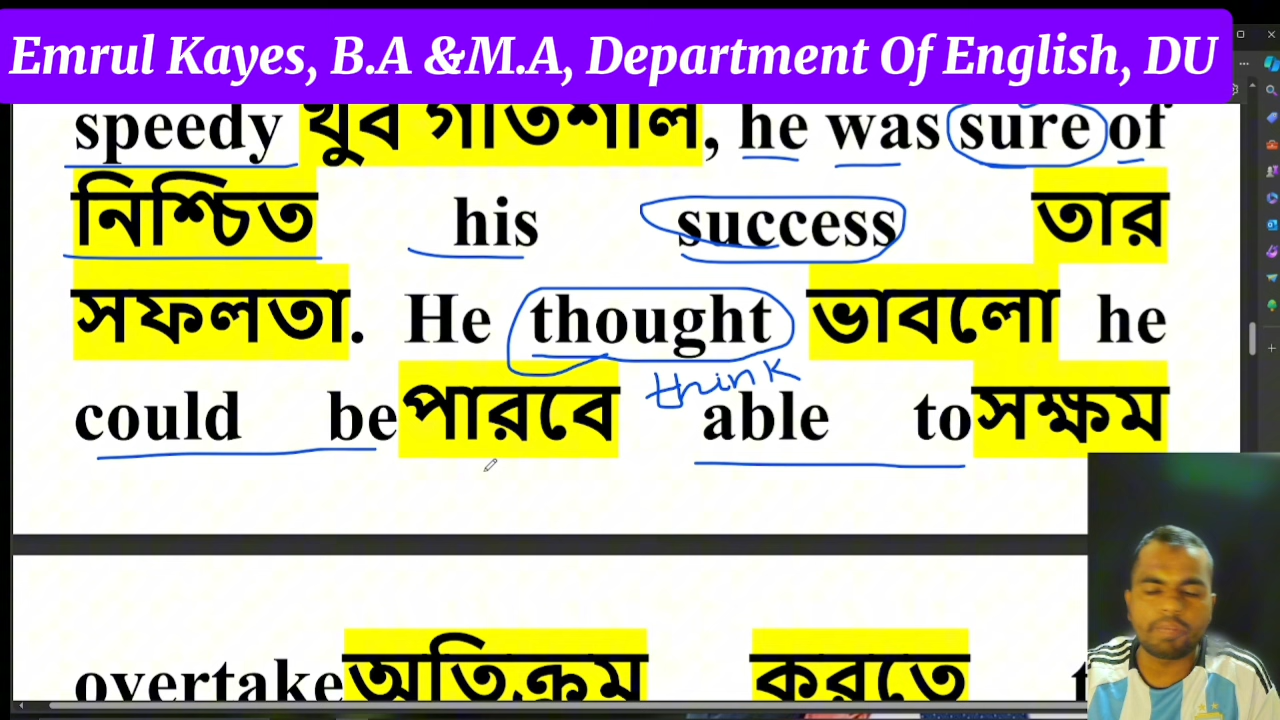 Emrul Kayes, B.A &M.A, Department Of English, DU
speedy খুব গতিশীল, he was sure of
নিশ্চিত his success তার
সফলতা. He thought ভাবলো he
think
could be পারবে able to সক্ষম
overtake অতিক্রম করতে